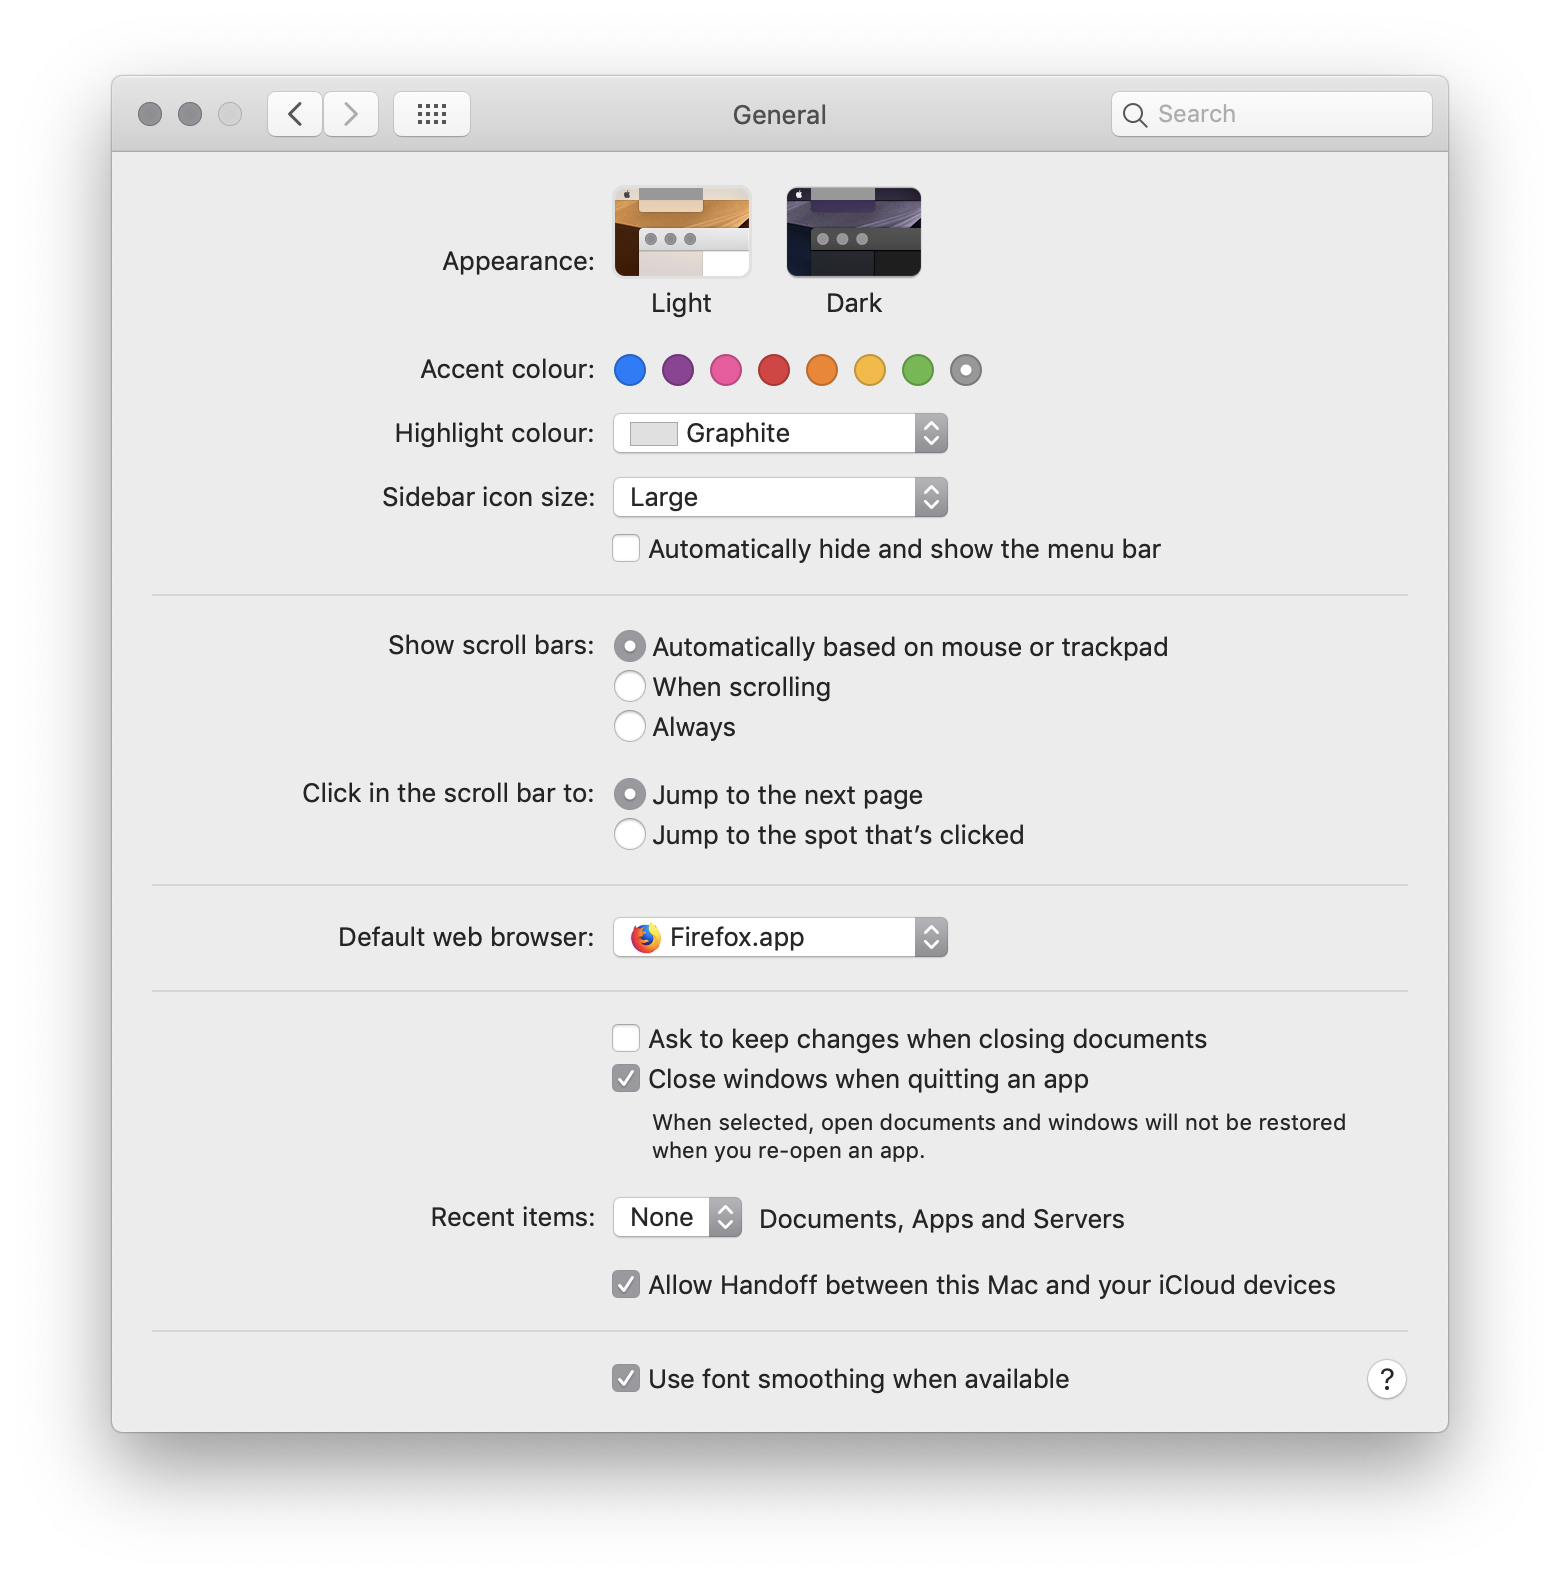 General
Search
Appearance:
Light
Dark
Accent colour:
Highlight colour:
Graphite
Sidebar icon size:
Large
Automatically hide and show the menu bar
Show scroll bars:
Automatically based on mouse or trackpad
When scrolling
Always
Click in the scroll bar to:
Jump to the next page
Jump to the spot that’s clicked
Default web browser:
Firefox.app
Ask to keep changes when closing documents
Close windows when quitting an app
When selected, open documents and windows will not be restored
when you re-open an app.
Recent items:
None
Documents, Apps and Servers
Allow Handoff between this Mac and your iCloud devices
Use font smoothing when available
?